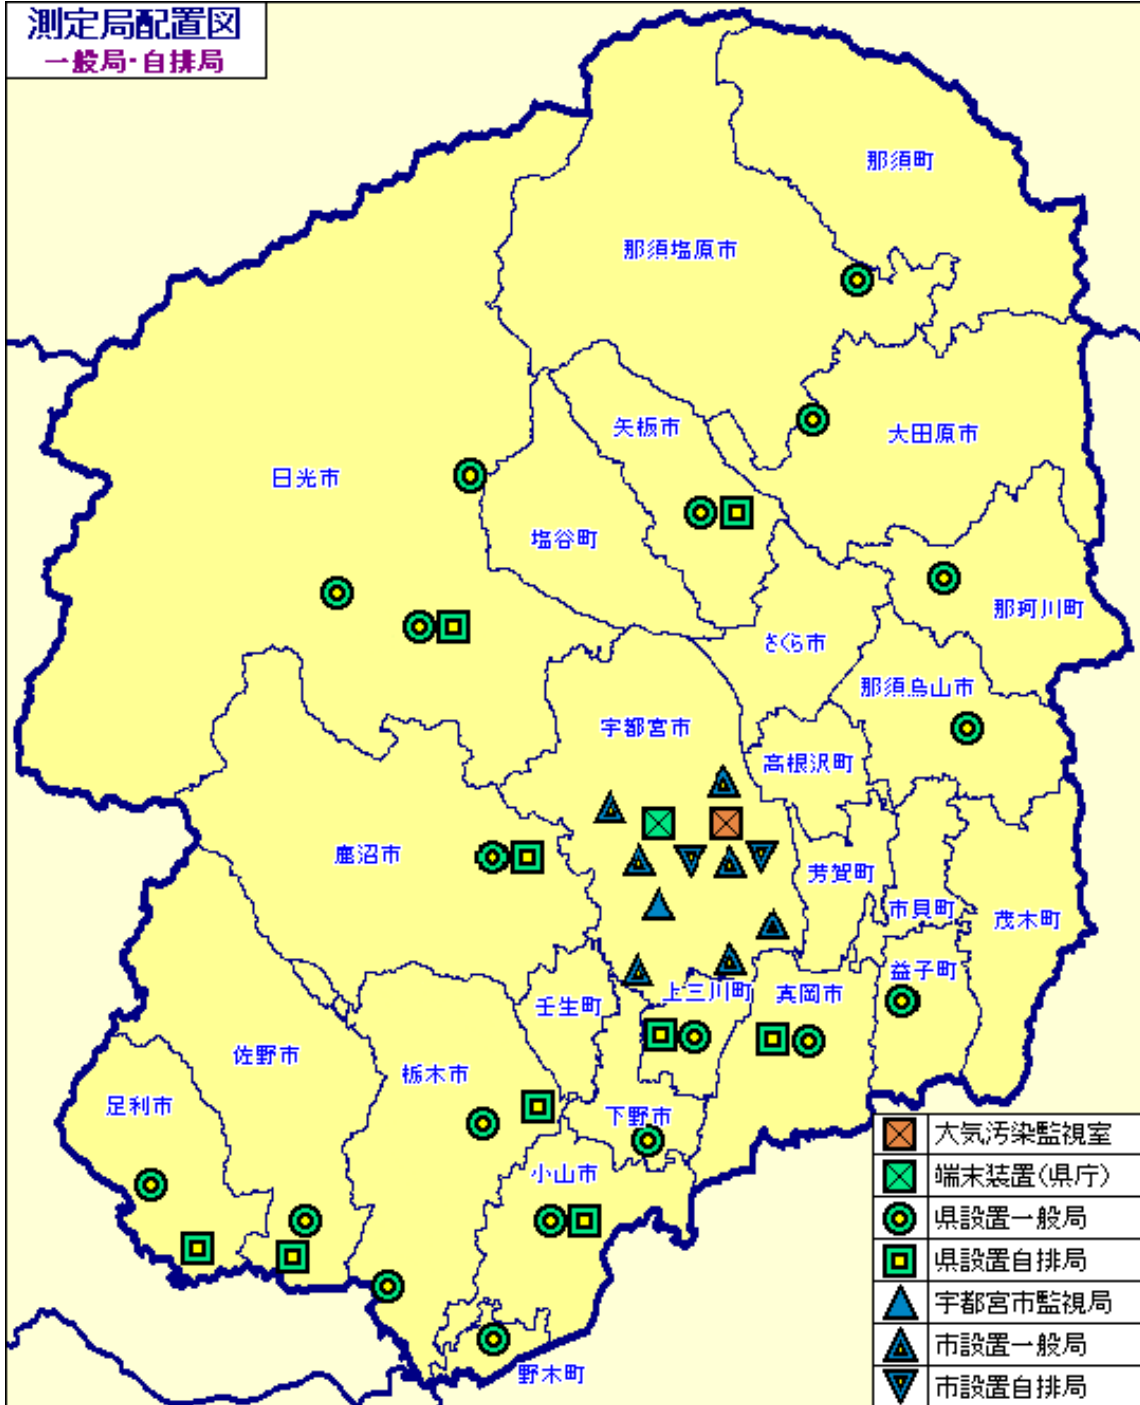 測定局配置図
一般局・自排局
那須町
那須塩原市
矢板市
大田原市
日光市
塩谷町
那珂川町
さくら市
那須烏山市
宇都宮市
高根沢町
鹿沼市
芳賀町
市貝町
茂木町
益子町
上三川町
真岡市
壬生町
佐野市
栃木市
足利市
下野市
小山市
野木町
大気汚染監視室
端末装置(県庁)
県設置一般局
県設置自排局
宇都宮市監視局
市設置一般局
市設置自排局